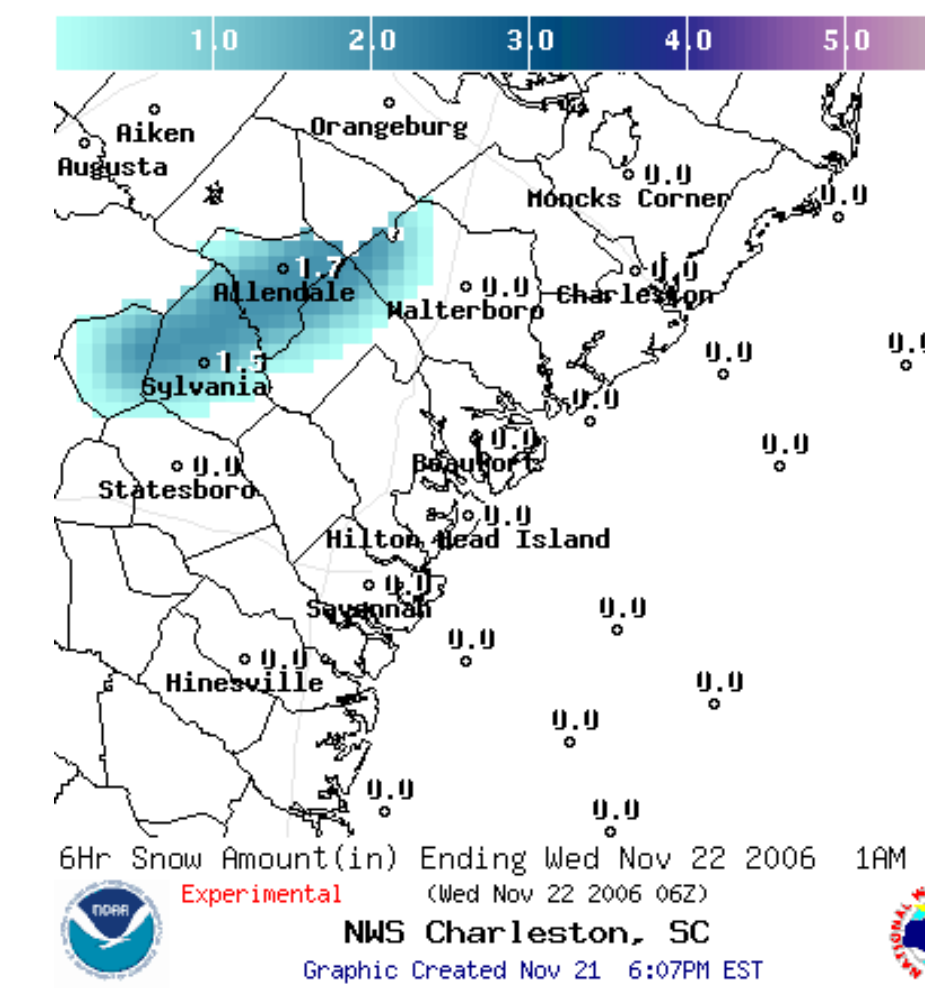 1.0 2.0 3.0 4.0 5.0
Aiken
Orangeburg
Augusta
0.0
Moncks Corner
0.0
1.7
Allendale
0.0
Walterboro
0.0
Charleston
0.0
0.0
1.5
Sylvania
0.0
0.0
Beaufort
0.0
0.0
Statesboro
0.0
Hilton Head Island
0.0
Savannah
0.0
0.0
0.0
Hinesville
0.0
0.0
0.0
0.0
6Hr Snow Amount(in) Ending Wed Nov 22 2006 1AM
Experimental (Wed Nov 22 2006 06Z)
NOAA
NWS Charleston, SC
NATIONAL
Graphic Created Nov 21 6:07PM EST